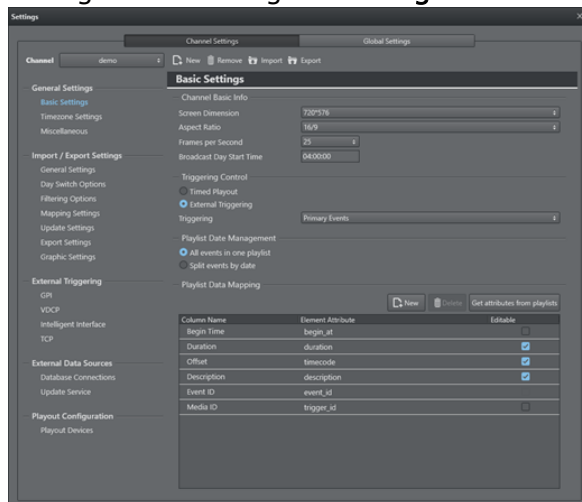 Settings
Channel Settings
Global Settings
Channel demo
New Remove Import Export
General Settings
Basic Settings
Timezone Settings
Miscellaneous
Import / Export Settings
General Settings
Day Switch Options
Filtering Options
Mapping Settings
Update Settings
Export Settings
Graphic Settings
External Triggering
GPI
VDCP
Intelligent Interface
TCP
External Data Sources
Database Connections
Update Service
Playout Configuration
Playout Devices
Basic Settings
Channel Basic Info
Screen Dimension 720*576
Aspect Ratio 16/9
Frames per Second 25
Broadcast Day Start Time 04:00:00
Triggering Control
Timed Playout
External Triggering
Triggering Primary Events
Playlist Date Management
All events in one playlist
Split events by date
Playlist Data Mapping
New Delete Get attributes from playlists
Column Name Element Attribute Editable
Begin Time begin_at
Duration duration
Offset timecode
Description description
Event ID event_id
Media ID trigger_id